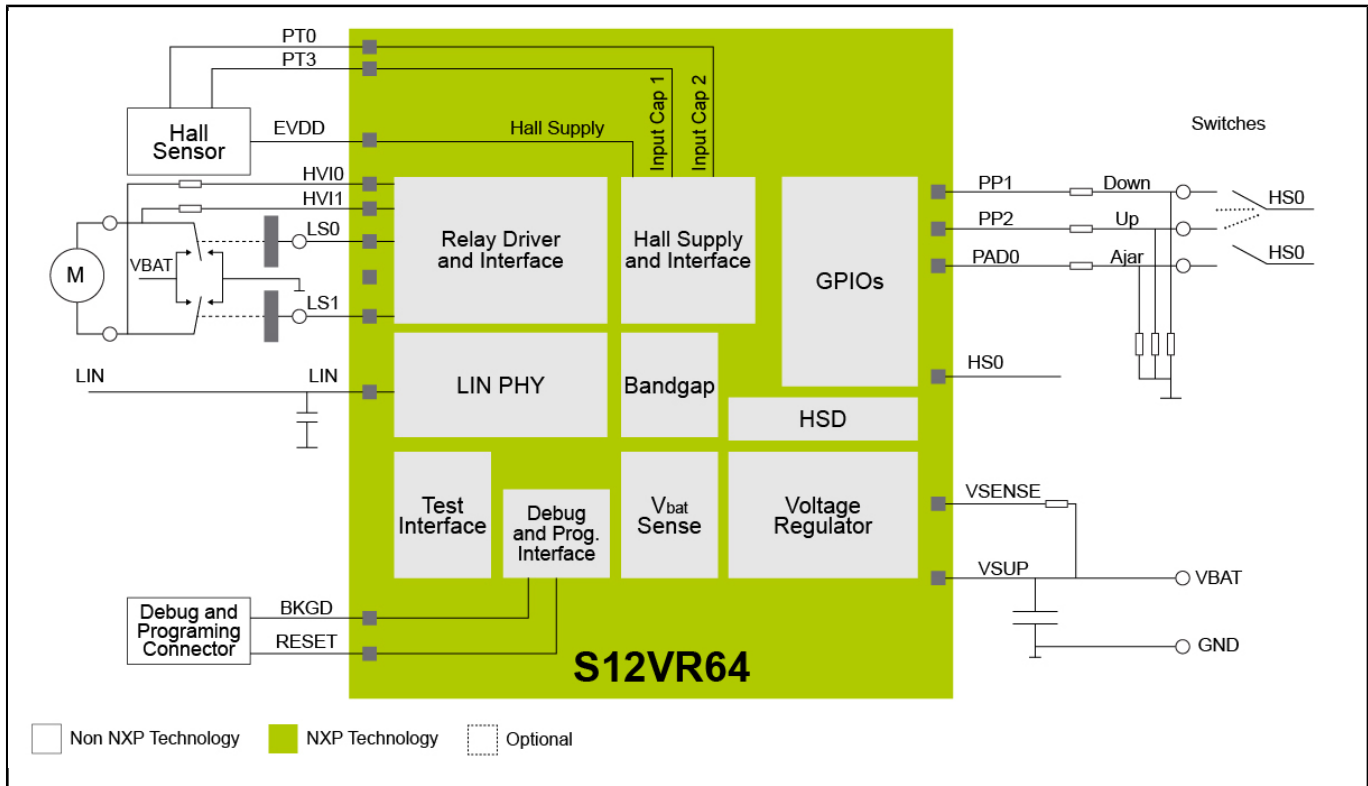 PT0
PT3
Input Cap 1
Input Cap 2
Hall
Sensor
EVDD
Hall Supply
Switches
HVI0
HVI1
LS0
VBAT
M
LS1
Relay Driver
and Interface
Hall Supply
and Interface
GPIOs
PP1
Down
HS0
PP2
Up
PAD0
Ajar
HS0
LIN
LIN
LIN PHY
Bandgap
HS0
HSD
Test
Interface
Debug
and Prog.
Interface
Vbat
Sense
Voltage
Regulator
VSENSE
VSUP
VBAT
GND
Debug and
Programing
Connector
BKGD
RESET
S12VR64
Non NXP Technology
NXP Technology
Optional